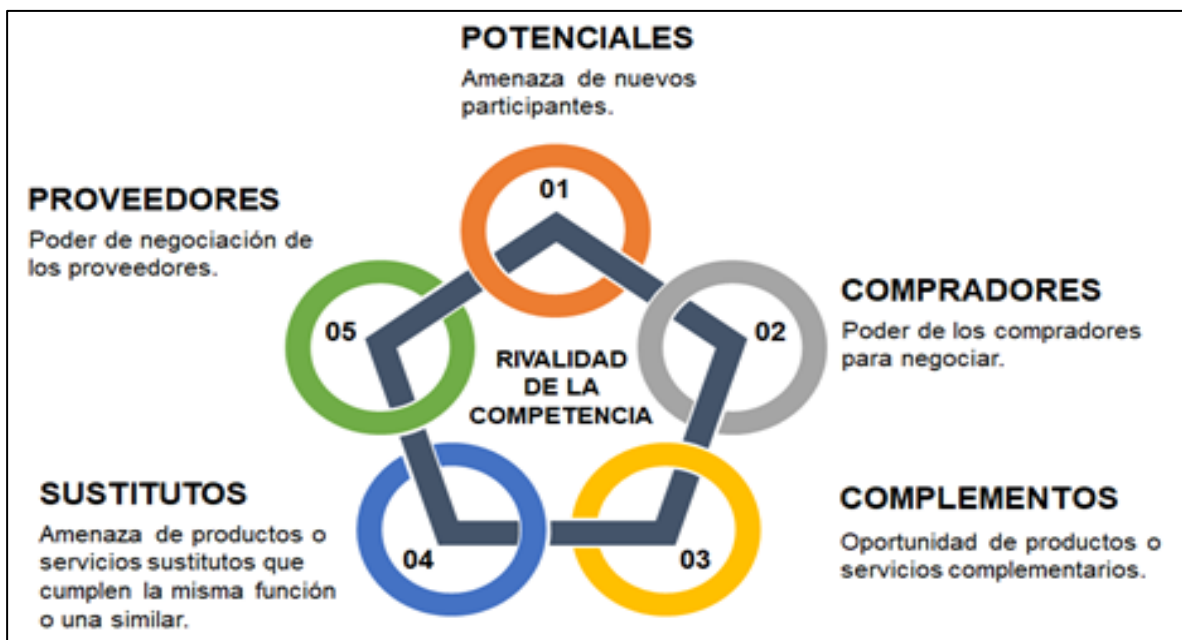 POTENCIALES
Amenaza de nuevos
participantes.
01
PROVEEDORES
Poder de negociación de
los proveedores.
05
COMPRADORES
Poder de los compradores
para negociar.
02
RIVALIDAD
DE LA
COMPETENCIA
SUSTITUTOS
Amenaza de productos o
servicios sustitutos que
cumplen la misma función
o una similar.
04
COMPLEMENTOS
Oportunidad de productos o
servicios complementarios.
03